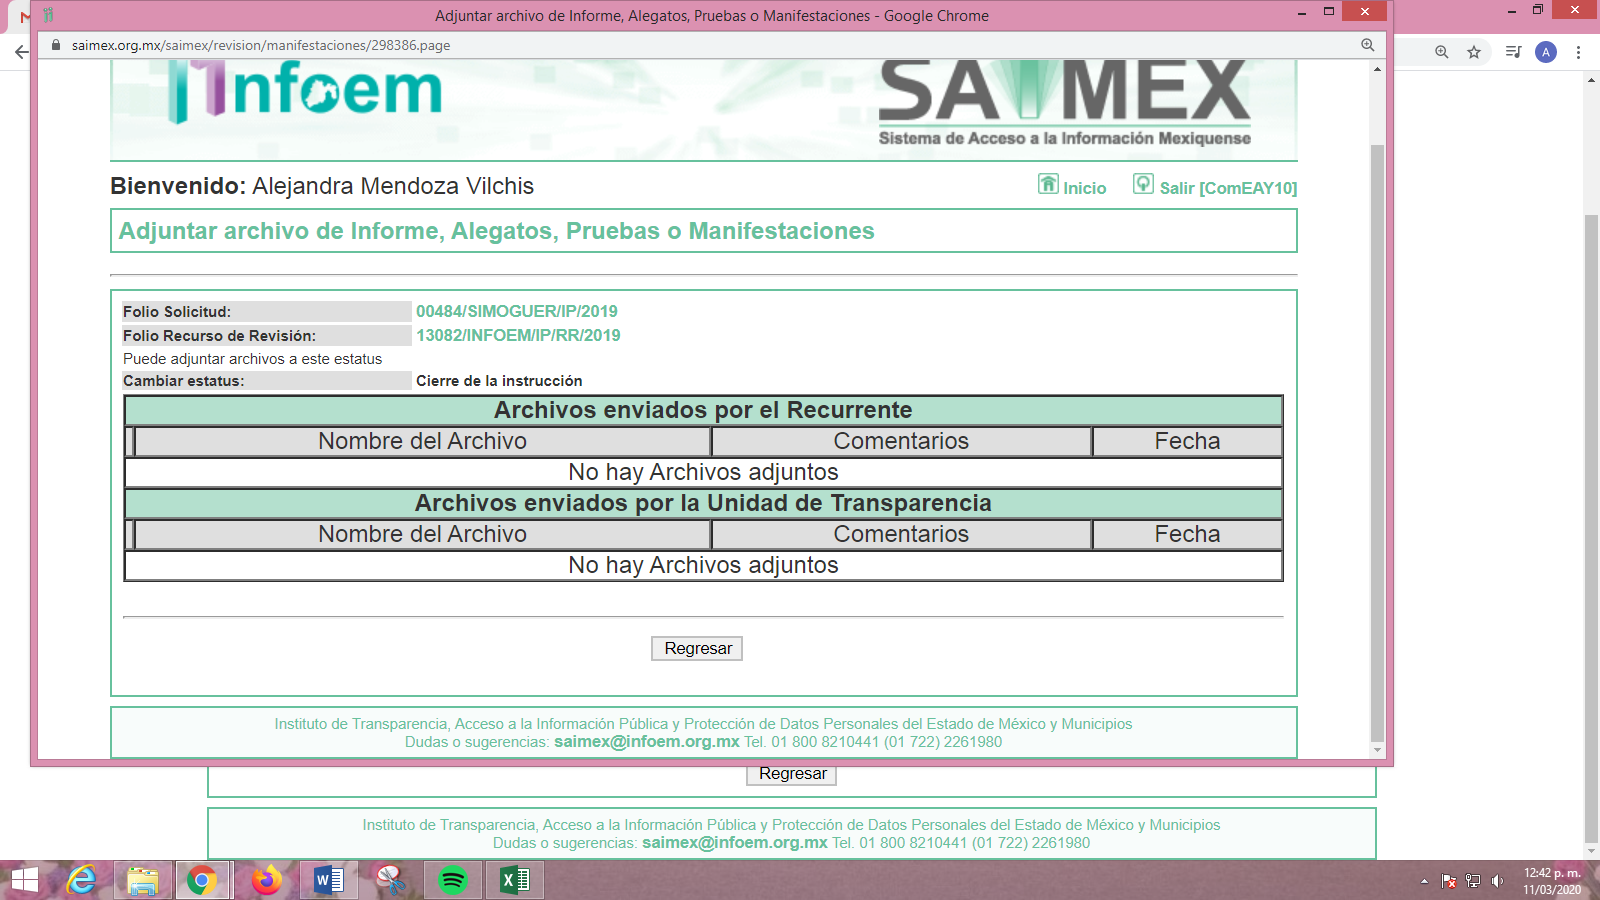 Adjuntar archivo de Informe, Alegatos, Pruebas o Manifestaciones - Google Chrome
saimex.org.mx/saimex/revision/manifestaciones/298386.page
A
infoem
SAIMEX
Sistema de Acceso a la Información Mexiquense
Bienvenido: Alejandra Mendoza Vilchis
Inicio
Salir [ComEAY10]
Adjuntar archivo de Informe, Alegatos, Pruebas o Manifestaciones
Folio Solicitud: 00484/SIMOGUER/IP/2019
Folio Recurso de Revisión: 13082/INFOEM/IP/RR/2019
Puede adjuntar archivos a este estatus
Cambiar estatus: Cierre de la instrucción
Archivos enviados por el Recurrente
Nombre del Archivo Comentarios Fecha
No hay Archivos adjuntos
Archivos enviados por la Unidad de Transparencia
Nombre del Archivo Comentarios Fecha
No hay Archivos adjuntos
Regresar
Instituto de Transparencia, Acceso a la Información Pública y Protección de Datos Personales del Estado de México y Municipios
Dudas o sugerencias: saimex@infoem.org.mx Tel. 01 800 8210441 (01 722) 2261980
Regresar
Instituto de Transparencia, Acceso a la Información Pública y Protección de Datos Personales del Estado de México y Municipios
Dudas o sugerencias: saimex@infoem.org.mx Tel. 01 800 8210441 (01 722) 2261980
12:42 p. m.
11/03/2020